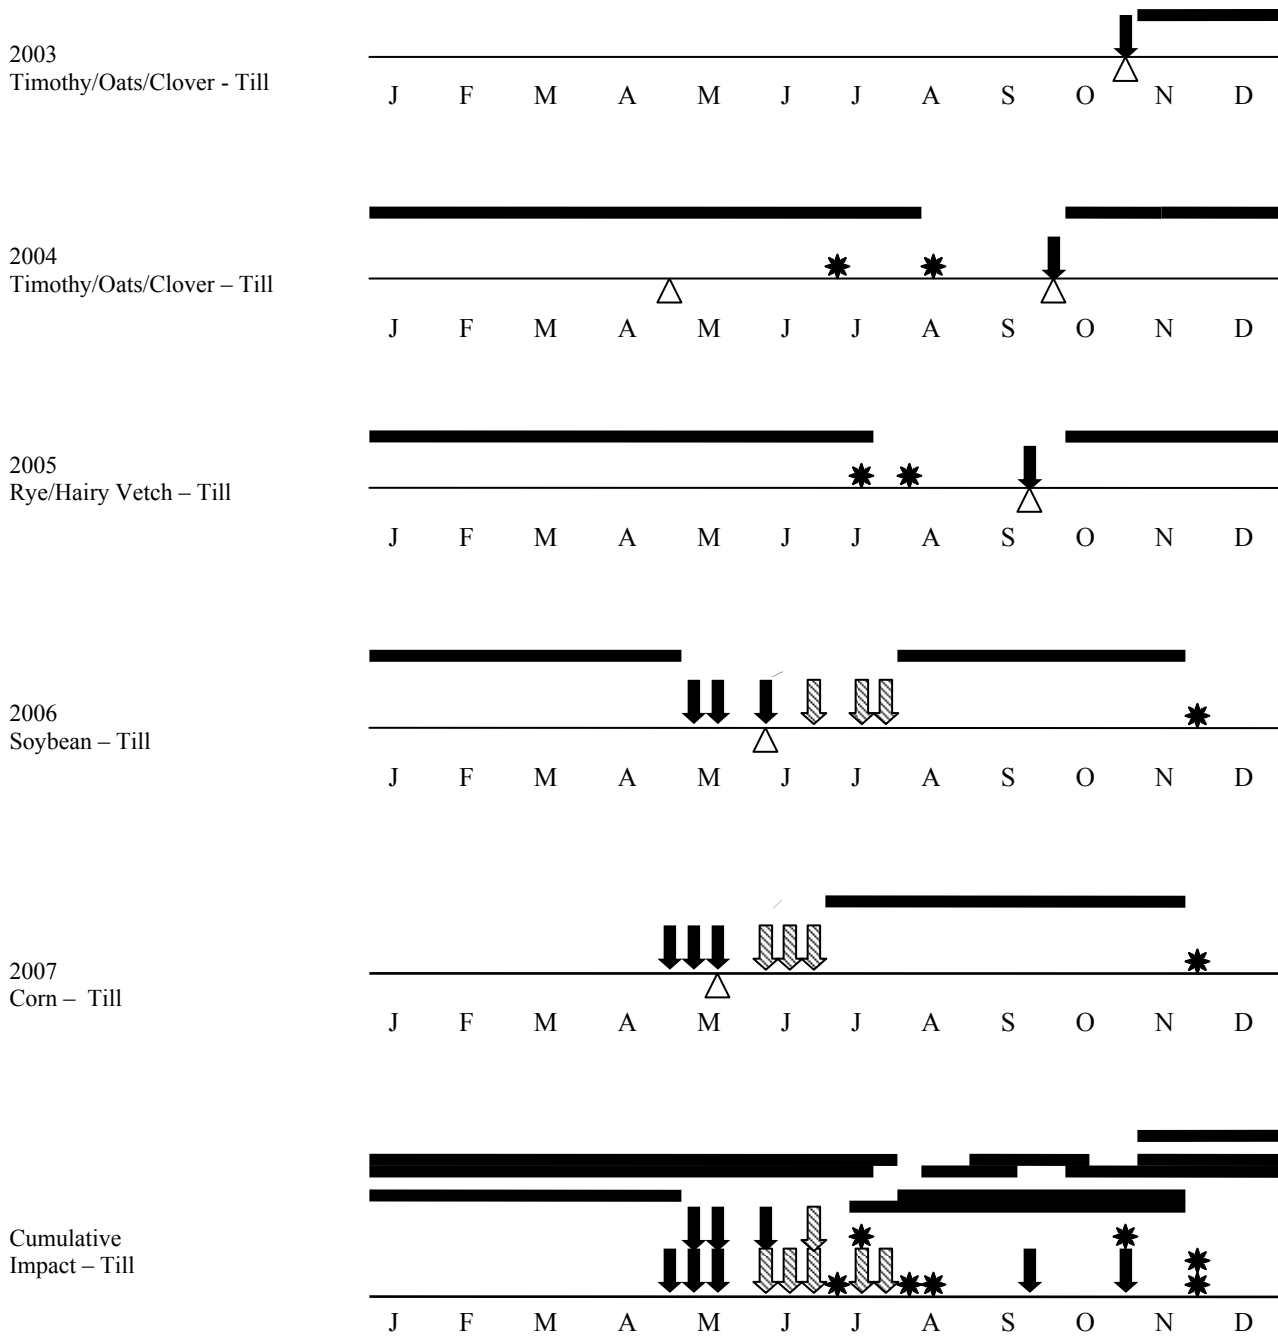 2003
Timothy/Oats/Clover - Till
J F M A M J J A S O N D
2004
Timothy/Oats/Clover – Till
J F M A M J J A S O N D
2005
Rye/Hairy Vetch – Till
J F M A M J J A S O N D
2006
Soybean – Till
J F M A M J J A S O N D
2007
Corn – Till
J F M A M J J A S O N D
Cumulative
Impact – Till
J F M A M J J A S O N D